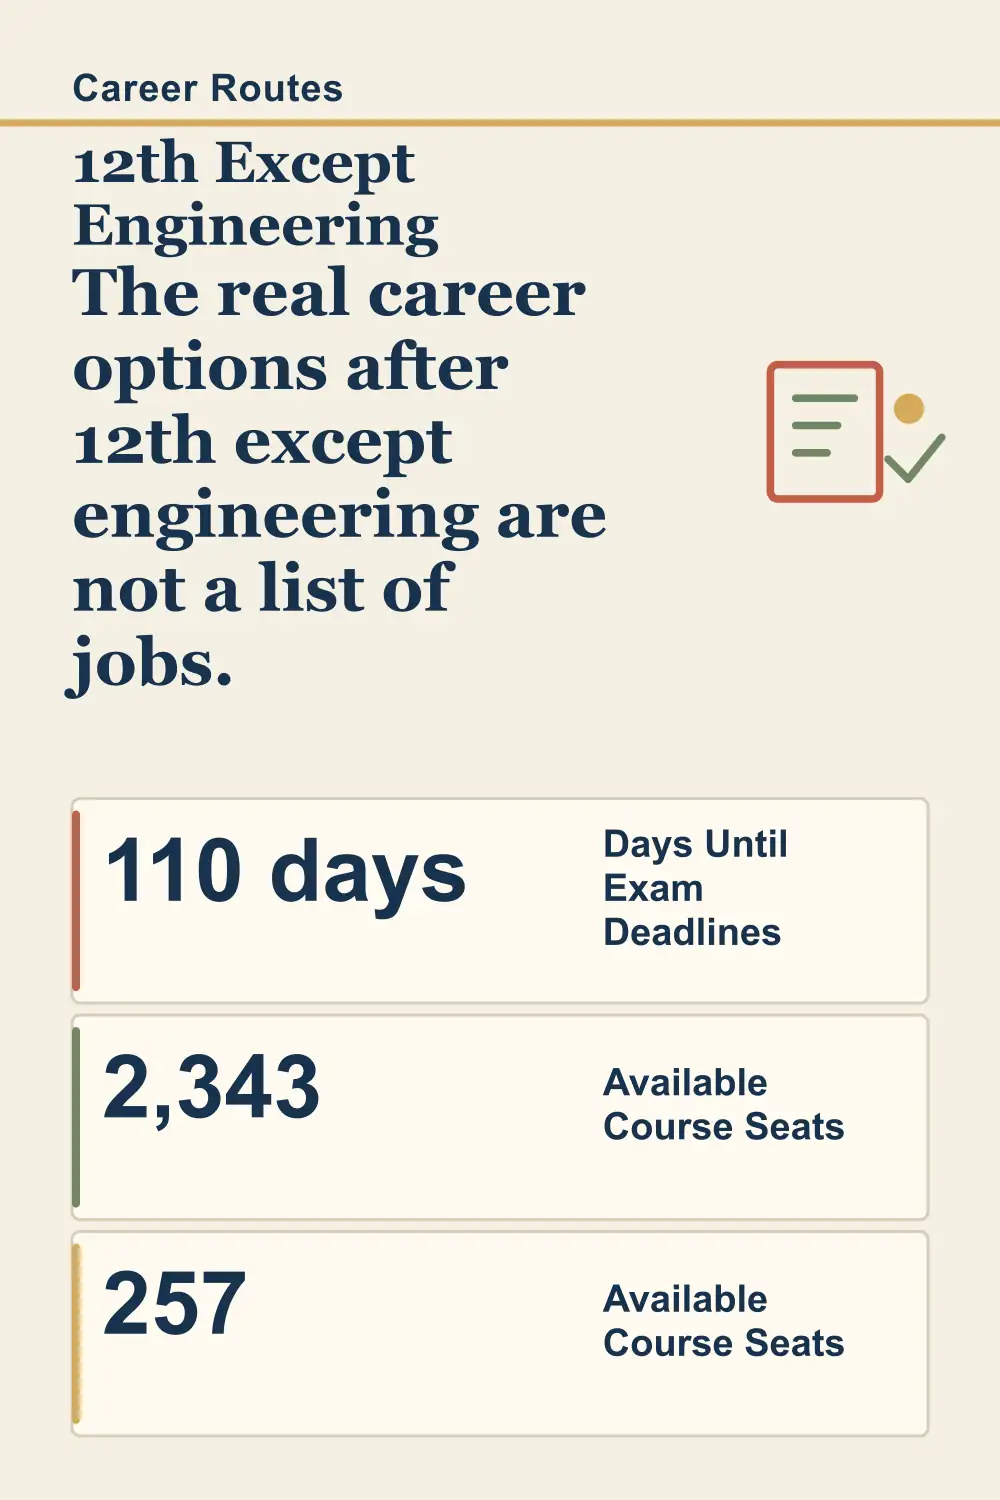 Career Routes
12th Except
Engineering
The real career
options after
12th except
engineering are
not a list of
jobs.
110 days
Days Until
Exam
Deadlines
2,343
Available
Course Seats
257
Available
Course Seats